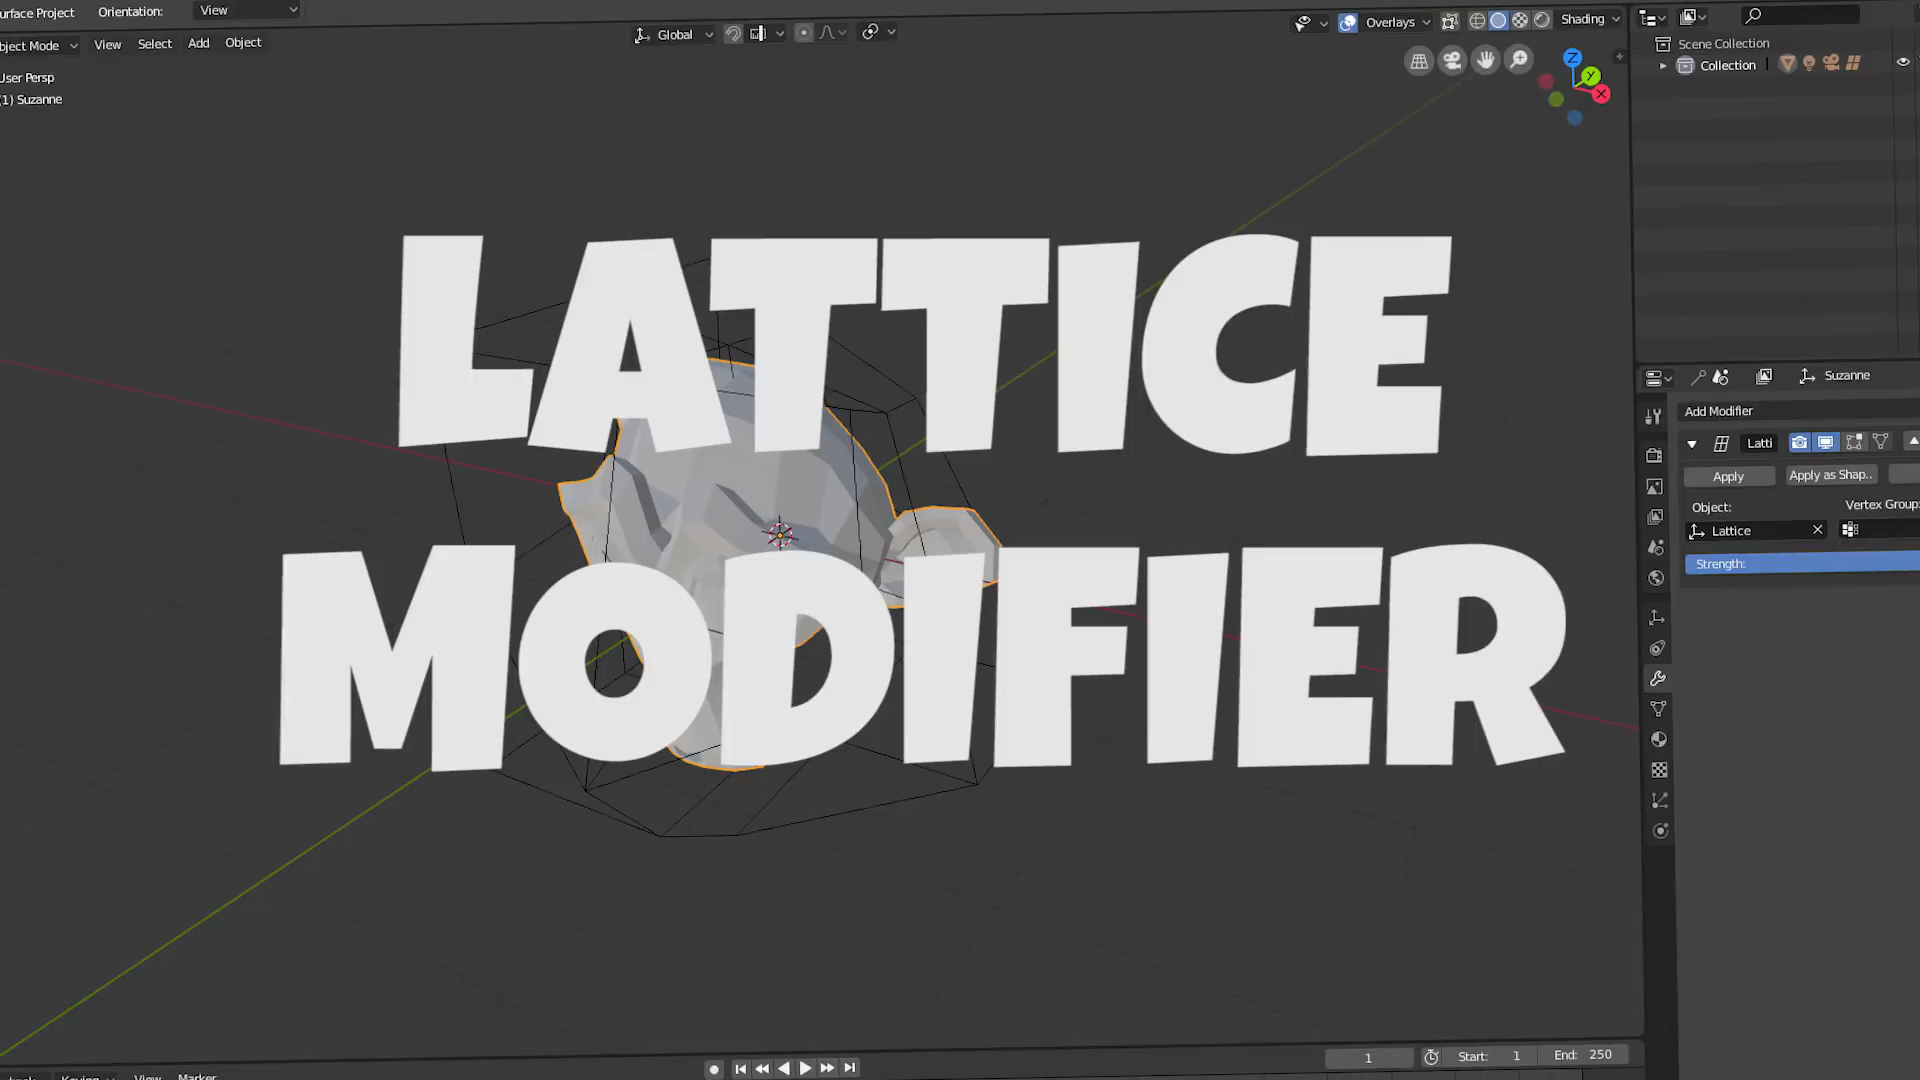 urface Project Orientation: View
bject Mode View Select Add Object Global Overlays Shading
User Persp
(1) Suzanne
Scene Collection
Collection
Z
Y
X
LATTICE
MODIFIER
Suzanne
Add Modifier
Latti
Apply Apply as Shap..
Object: Vertex Group:
Lattice
Strength:
1 Start: 1 End: 250
Keying View Marker